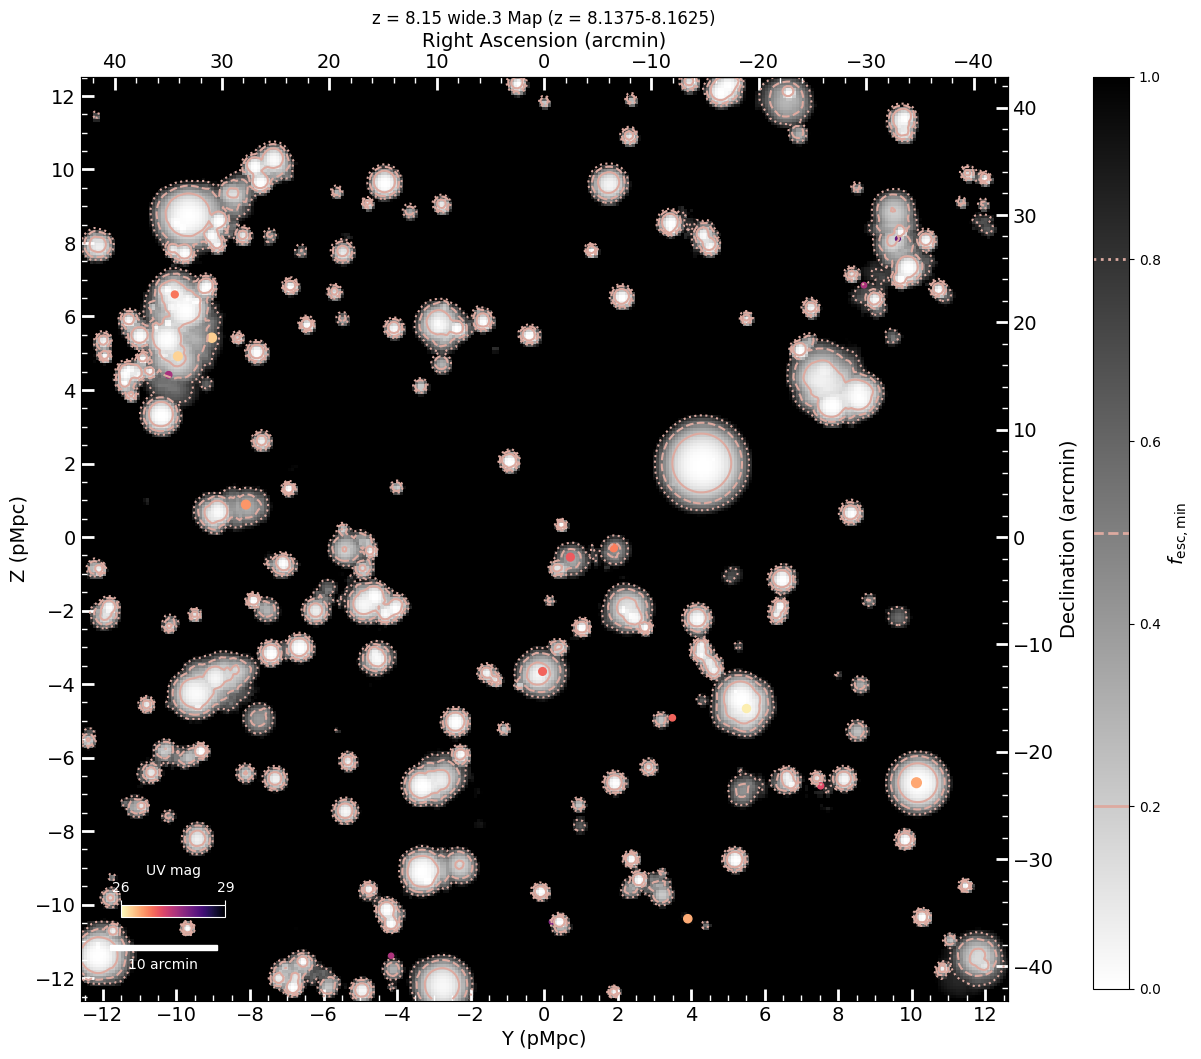 z = 8.15 wide.3 Map (z = 8.1375-8.1625)
Right Ascension (arcmin)
40 30 20 10 0 −10 −20 −30 −40
12 10 8 6 4 2 0 −2 −4 −6 −8 −10 −12
Z (pMpc)
40 30 20 10 0 −10 −20 −30 −40
Declination (arcmin)
1.0 0.8 0.6 0.4 0.2 0.0
fesc, min
UV mag
26 29
10 arcmin
−12 −10 −8 −6 −4 −2 0 2 4 6 8 10 12
Y (pMpc)